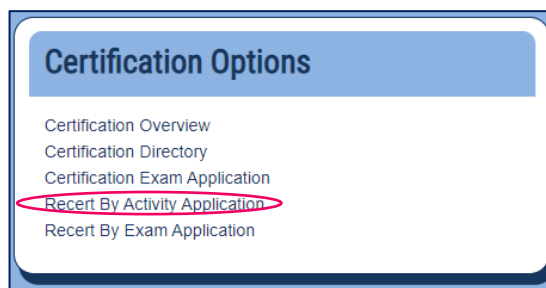 Certification Options
Certification Overview
Certification Directory
Certification Exam Application
Recert By Activity Application
Recert By Exam Application